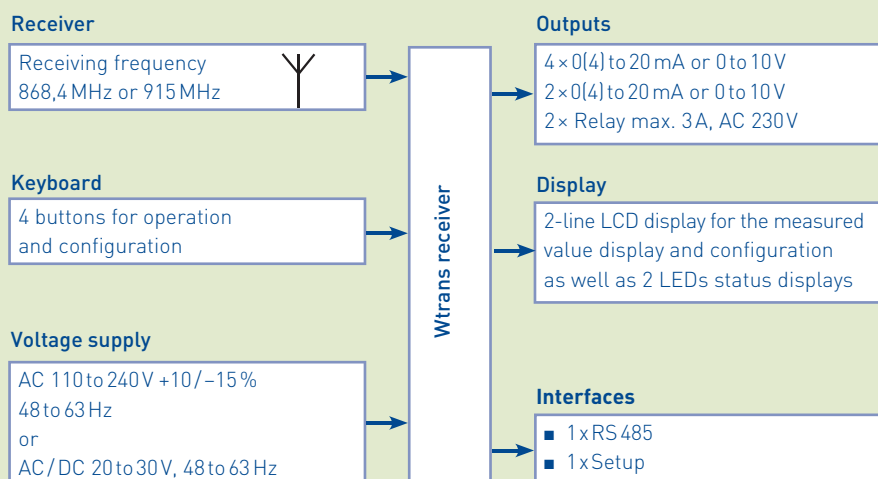 Receiver
Receiving frequency
868,4 MHz or 915 MHz
Keyboard
4 buttons for operation
and configuration
Voltage supply
AC 110 to 240 V +10/−15 %
48 to 63 Hz
or
AC/DC 20 to 30 V, 48 to 63 Hz
Wtrans receiver
Outputs
4 × 0(4) to 20 mA or 0 to 10 V
2 × 0(4) to 20 mA or 0 to 10 V
2 × Relay max. 3 A, AC 230 V
Display
2-line LCD display for the measured
value display and configuration
as well as 2 LEDs status displays
Interfaces
■ 1 x RS 485
■ 1 x Setup